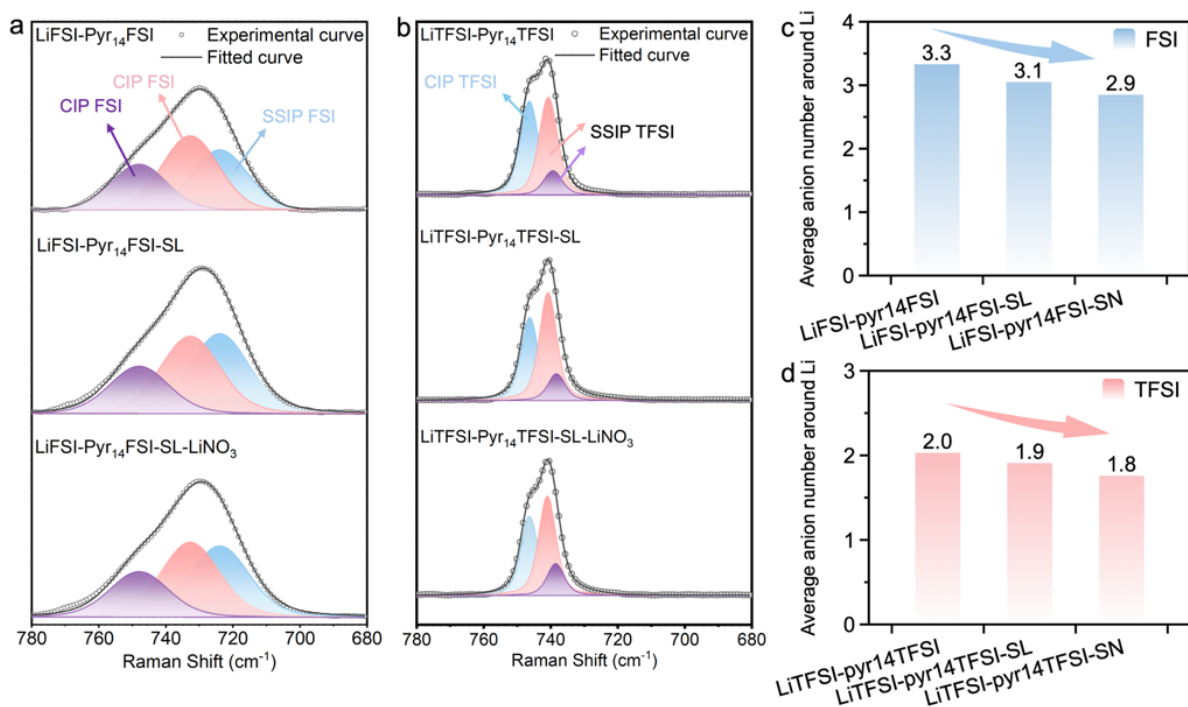 a
LiFSI-Pyr₁₄FSI
Experimental curve
Fitted curve
CIP FSI
CIP FSI
SSIP FSI
LiFSI-Pyr₁₄FSI-SL
LiFSI-Pyr₁₄FSI-SL-LiNO₃
780 760 740 720 700 680
Raman Shift (cm⁻¹)
b
LiTFSI-Pyr₁₄TFSI
Experimental curve
Fitted curve
CIP TFSI
SSIP TFSI
LiTFSI-Pyr₁₄TFSI-SL
LiTFSI-Pyr₁₄TFSI-SL-LiNO₃
780 760 740 720 700 680
Raman Shift (cm⁻¹)
c
Average anion number around Li
4
3
2
1
0
FSI
3.3
3.1
2.9
LiFSI-pyr14FSI
LiFSI-pyr14FSI-SL
LiFSI-pyr14FSI-SN
d
Average anion number around Li
3
2
1
0
TFSI
2.0
1.9
1.8
LiTFSI-pyr14TFSI
LiTFSI-pyr14TFSI-SL
LiTFSI-pyr14TFSI-SN